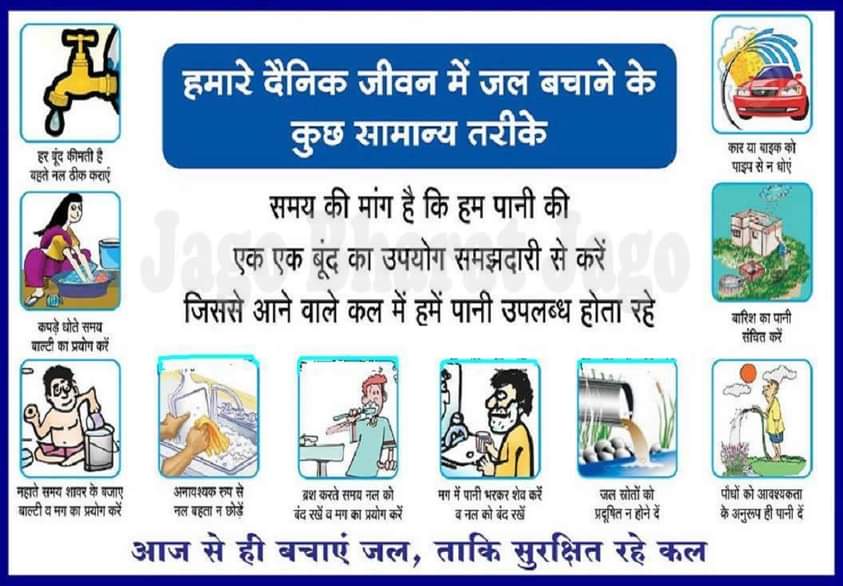 हमारे दैनिक जीवन में जल बचाने के
कुछ सामान्य तरीके
हर बूंद कीमती है
बहते नल ठीक कराएं
कार या बाइक को
पाइप से न धोएं
समय की मांग है कि हम पानी की
एक एक बूंद का उपयोग समझदारी से करें
जिससे आने वाले कल में हमें पानी उपलब्ध होता रहे
Jago Bharat Jago
कपड़े धोते समय
बाल्टी का प्रयोग करें
बारिश का पानी
संचित करें
नहाते समय शावर के बजाए
बाल्टी व मग का प्रयोग करें
अनावश्यक रुप से
नल बहता न छोड़ें
ब्रश करते समय नल को
बंद रखें व मग का प्रयोग करें
मग में पानी भरकर शेव करें
व नल को बंद रखें
जल स्रोतों को
प्रदूषित न होने दें
पौधों को आवश्यकता
के अनुरूप ही पानी दें
आज से ही बचाएं जल, ताकि सुरक्षित रहे कल